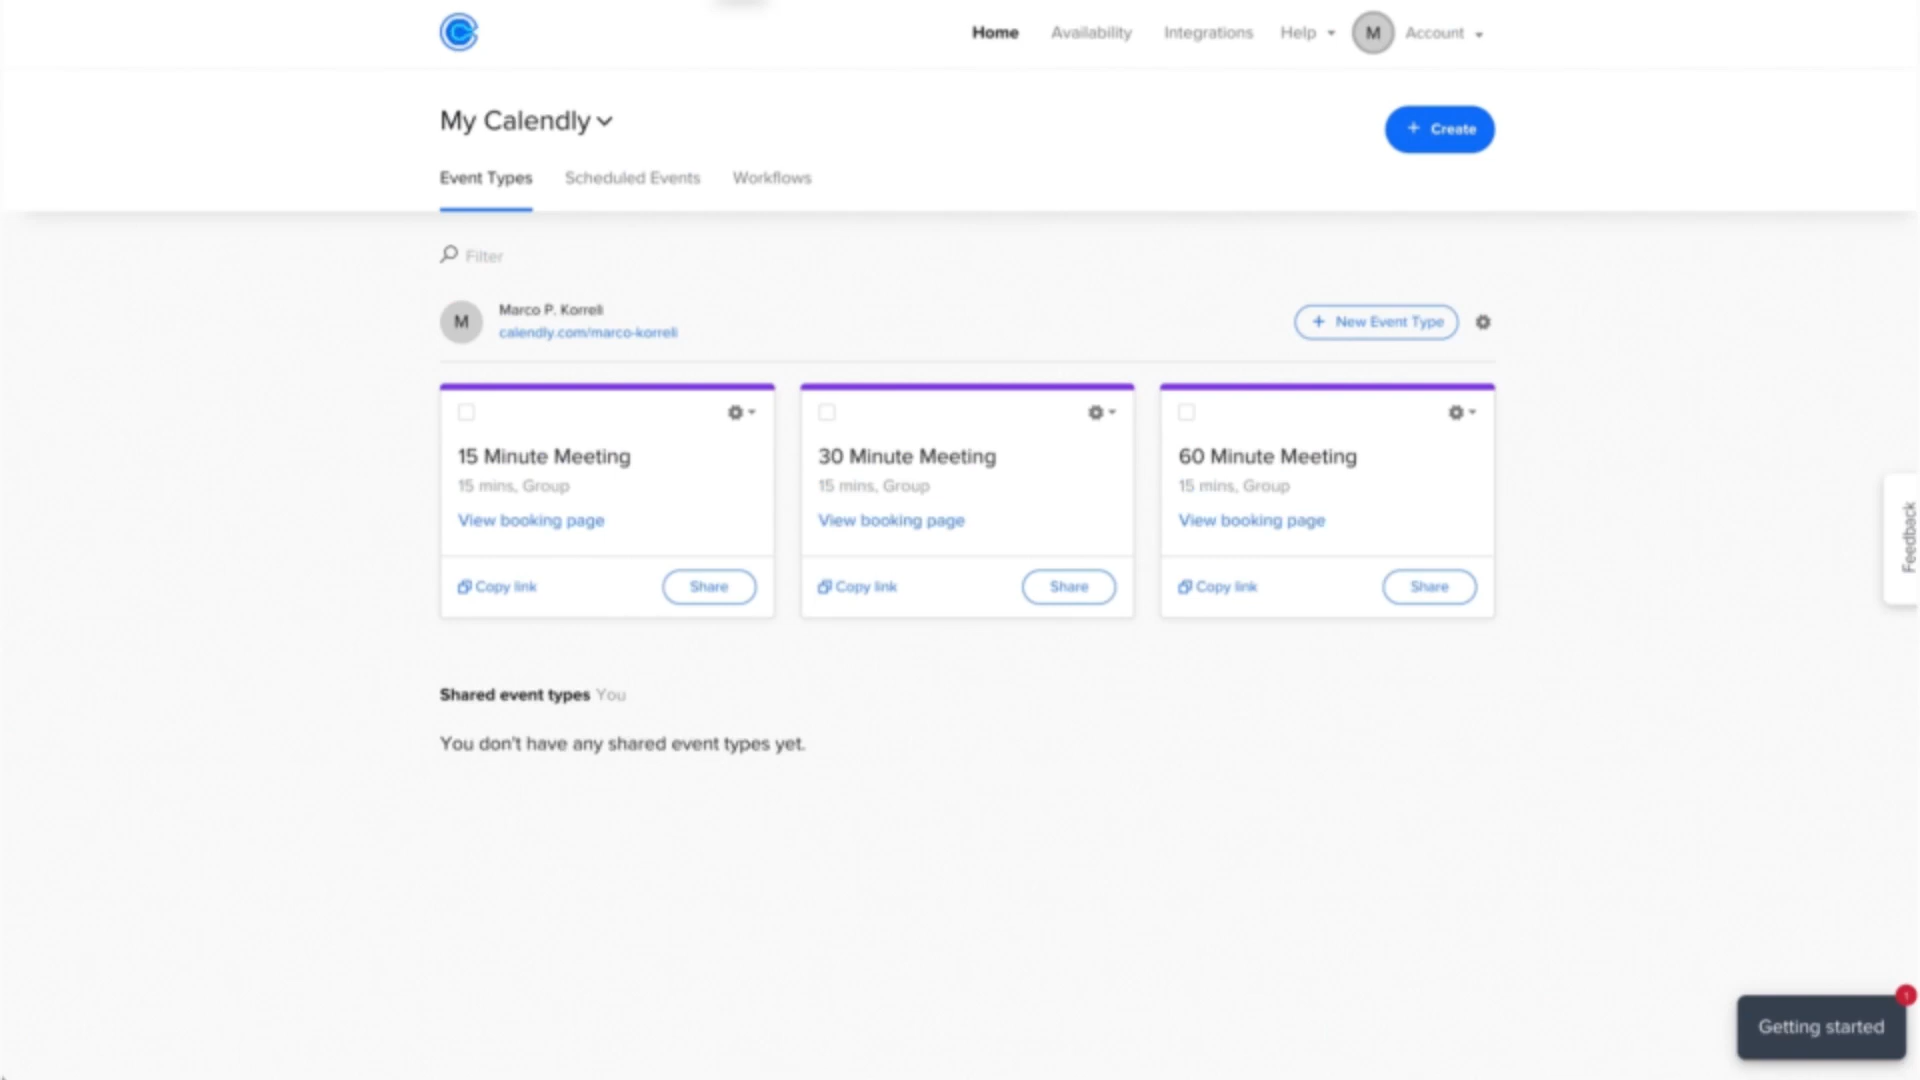 Home Availability Integrations Help M Account
My Calendly
+ Create
Event Types Scheduled Events Workflows
Filter
M
Marco P. Korreli
calendly.com/marco-korreli
+ New Event Type
15 Minute Meeting
15 mins, Group
View booking page
Copy link Share
30 Minute Meeting
15 mins, Group
View booking page
Copy link Share
60 Minute Meeting
15 mins, Group
View booking page
Copy link Share
Feedback
Shared event types You
You don't have any shared event types yet.
1
Getting started